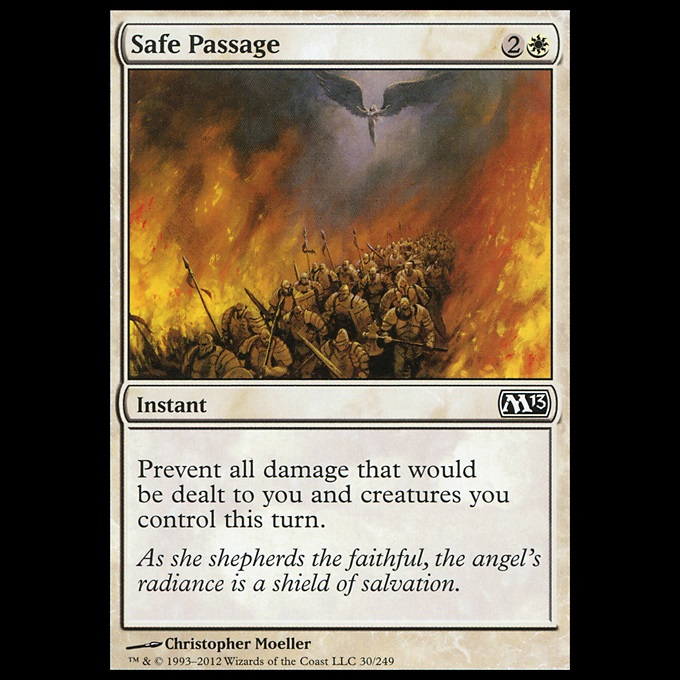 Safe Passage 2
Instant M13
Prevent all damage that would
be dealt to you and creatures you
control this turn.
As she shepherds the faithful, the angel's
radiance is a shield of salvation.
Christopher Moeller
™ & © 1993–2012 Wizards of the Coast LLC 30/249